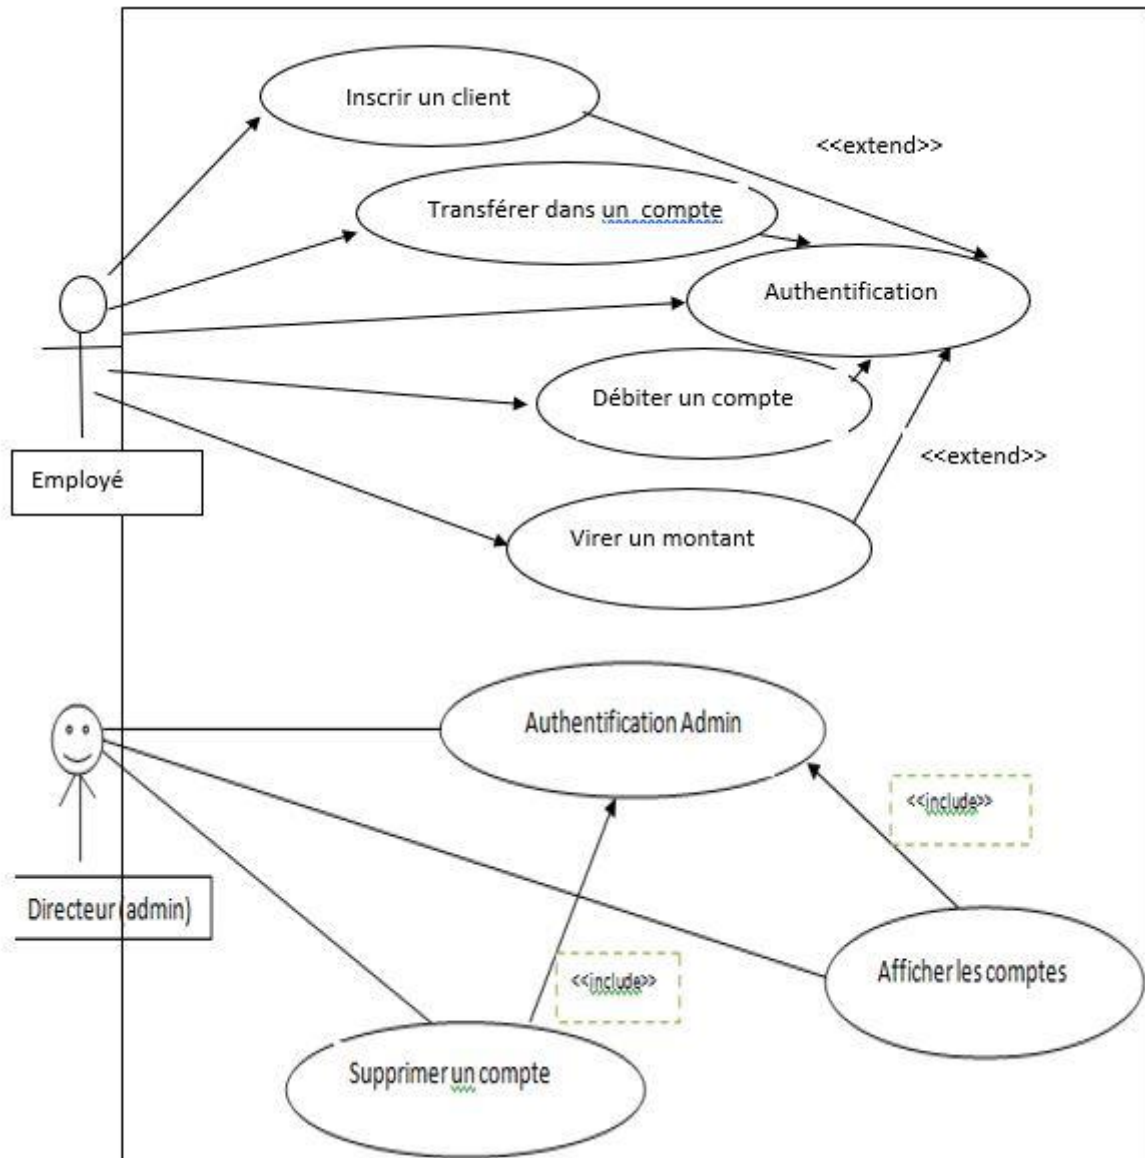 Inscrir un client
<<extend>>
Transférer dans un compte
Authentification
Débiter un compte
<<extend>>
Employé
Virer un montant
Authentification Admin
<<include>>
Directeur (admin)
Afficher les comptes
<<include>>
Supprimer un compte